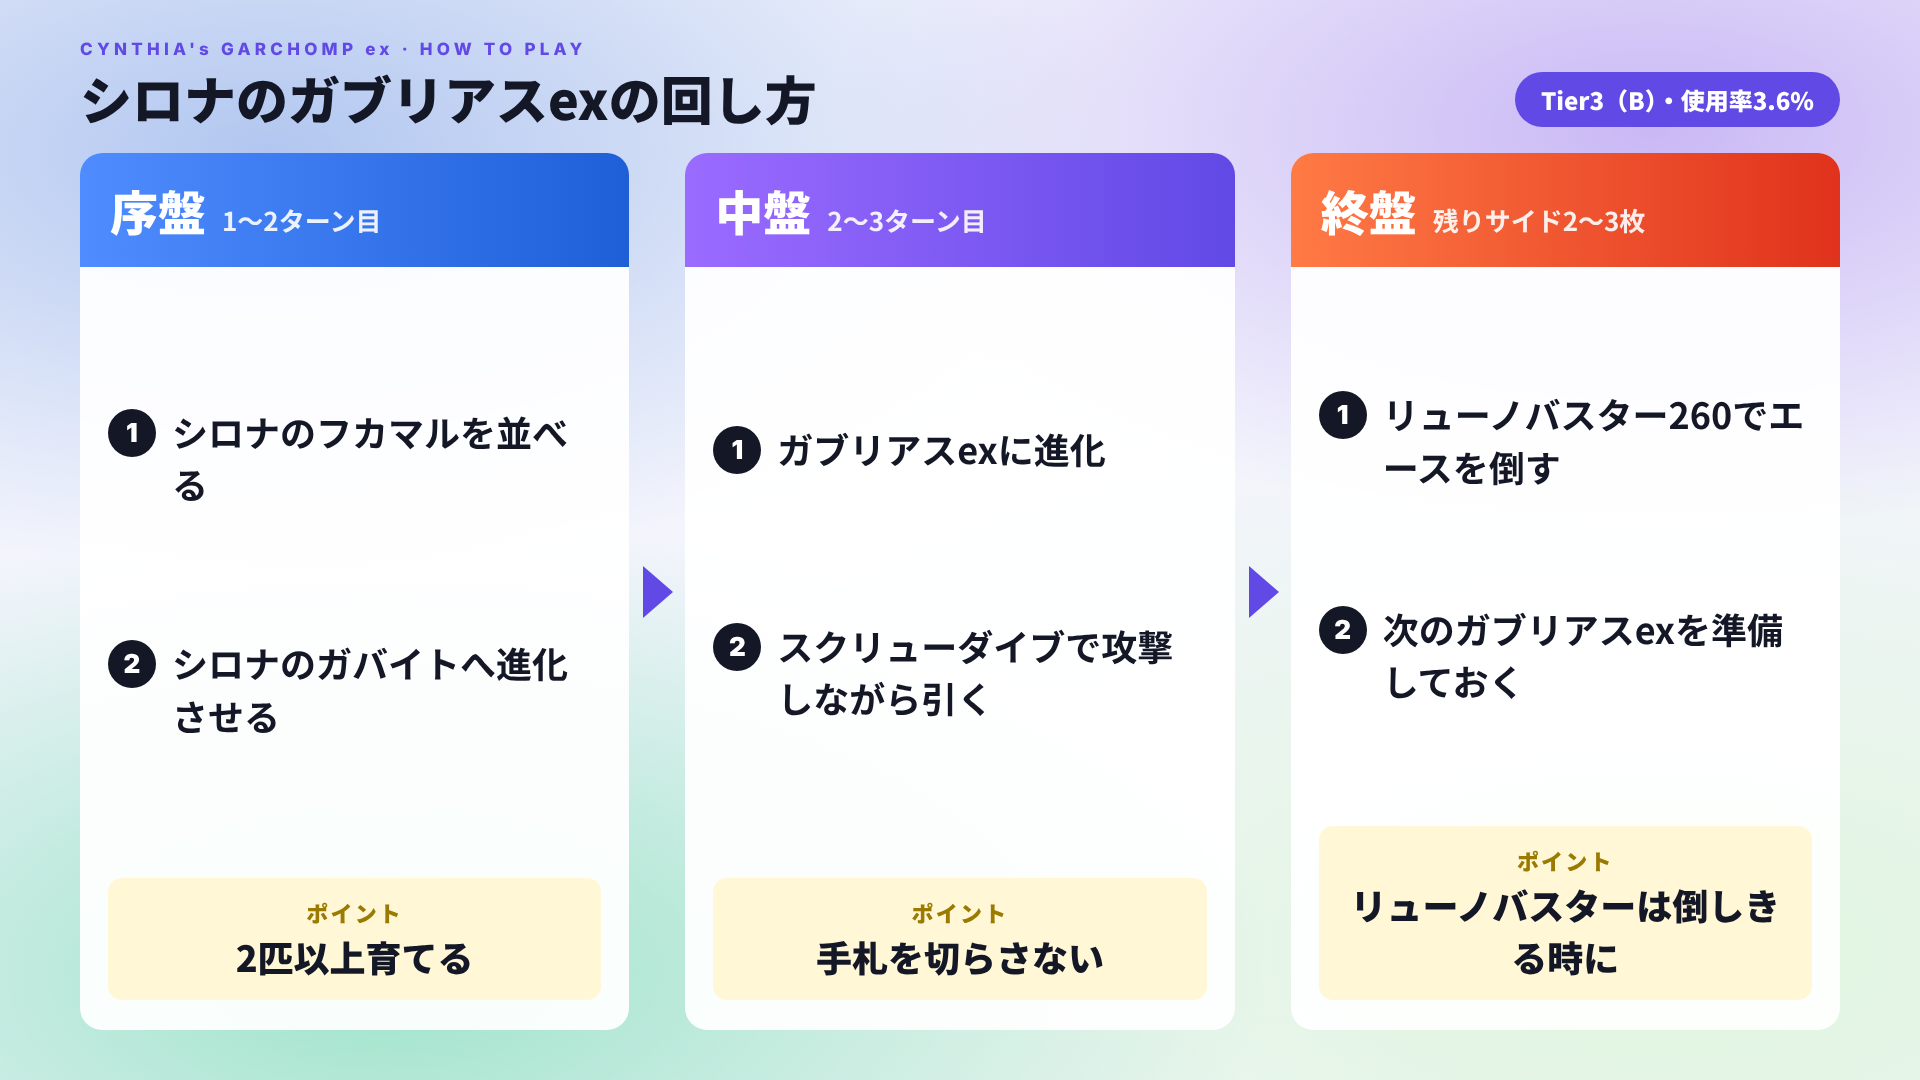 CYNTHIA's GARCHOMP ex · HOW TO PLAY
シロナのガブリアスexの回し方
Tier3（B）・使用率3.6%
序盤 1〜2ターン目
1 シロナのフカマルを並べ
る
2 シロナのガバイトへ進化
させる
ポイント
2匹以上育てる
中盤 2〜3ターン目
1 ガブリアスexに進化
2 スクリューダイブで攻撃
しながら引く
ポイント
手札を切らさない
終盤 残りサイド2〜3枚
1 リューノバスター260でエ
ースを倒す
2 次のガブリアスexを準備
しておく
ポイント
リューノバスターは倒しき
る時に